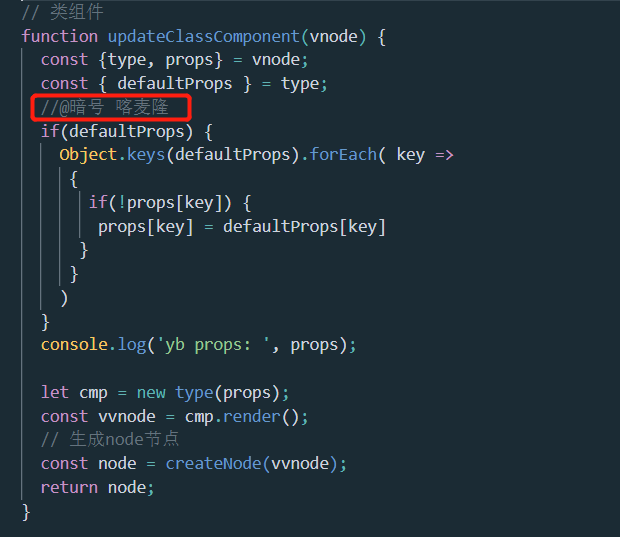 // 类组件
function updateClassComponent(vnode) {
const {type, props} = vnode;
const { defaultProps } = type;
//@暗号 喀麦隆
if(defaultProps) {
Object.keys(defaultProps).forEach( key =>
{
if(!props[key]) {
props[key] = defaultProps[key]
}
}
)
}
console.log('yb props: ', props);
let cmp = new type(props);
const vvnode = cmp.render();
// 生成node节点
const node = createNode(vvnode);
return node;
}